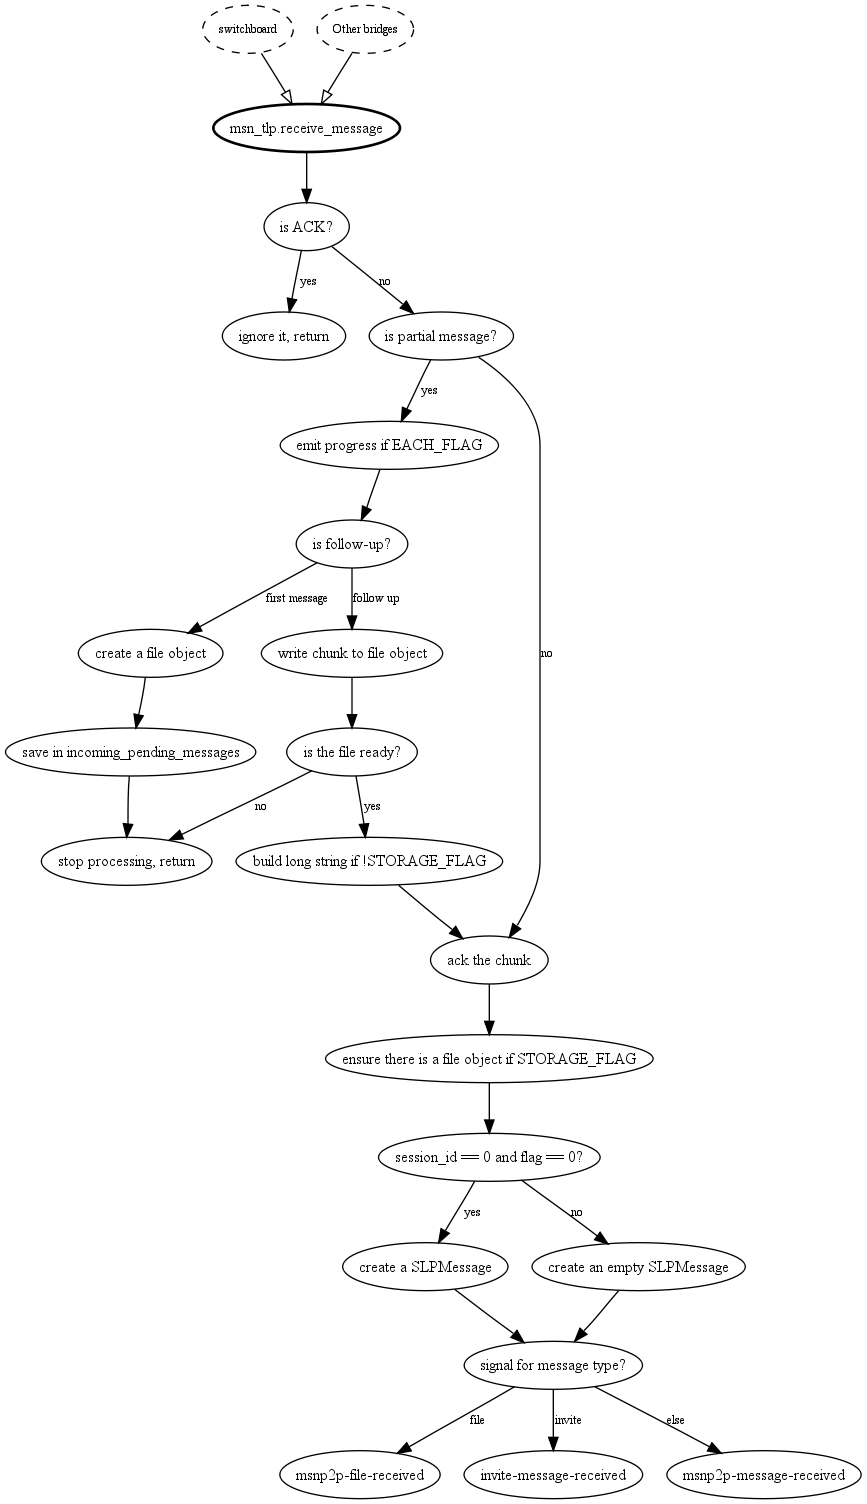 switchboard
Other bridges
msn_tlp.receive_message
is ACK?
yes
no
ignore it, return
is partial message?
yes
emit progress if EACH_FLAG
is follow-up?
first message
follow up
create a file object
write chunk to file object
no
save in incoming_pending_messages
is the file ready?
no
yes
stop processing, return
build long string if !STORAGE_FLAG
ack the chunk
ensure there is a file object if STORAGE_FLAG
session_id == 0 and flag == 0?
yes
no
create a SLPMessage
create an empty SLPMessage
signal for message type?
file
invite
else
msnp2p-file-received
invite-message-received
msnp2p-message-received